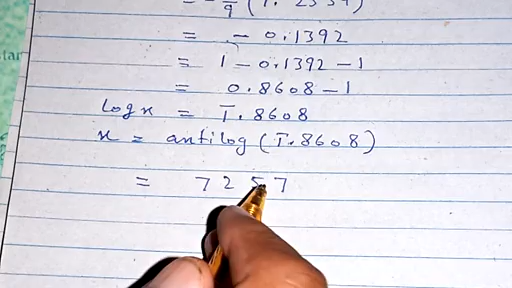 = - 0.1392
= 1 - 0.1392 - 1
= 0.8608 - 1
log x = 1̅.8608
x = antilog (1̅.8608)
= 7257